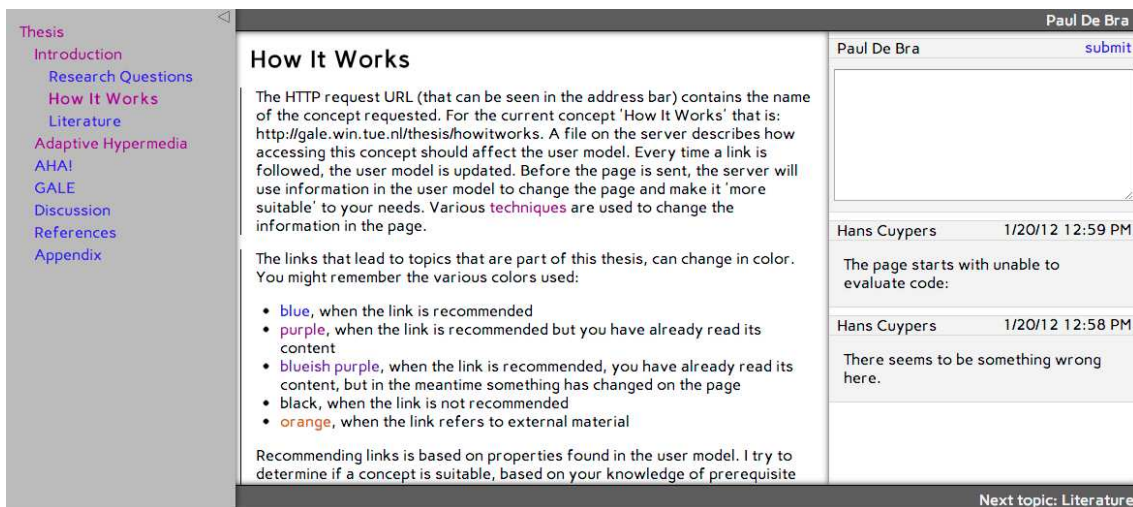 Thesis
Introduction
Research Questions
How It Works
Literature
Adaptive Hypermedia
AHA!
GALE
Discussion
References
Appendix
Paul De Bra
How It Works
The HTTP request URL (that can be seen in the address bar) contains the name
of the concept requested. For the current concept 'How It Works' that is:
http://gale.win.tue.nl/thesis/howitworks. A file on the server describes how
accessing this concept should affect the user model. Every time a link is
followed, the user model is updated. Before the page is sent, the server will
use information in the user model to change the page and make it 'more
suitable' to your needs. Various techniques are used to change the
information in the page.
The links that lead to topics that are part of this thesis, can change in color.
You might remember the various colors used:
• blue, when the link is recommended
• purple, when the link is recommended but you have already read its
content
• blueish purple, when the link is recommended, you have already read its
content, but in the meantime something has changed on the page
• black, when the link is not recommended
• orange, when the link refers to external material
Recommending links is based on properties found in the user model. I try to
determine if a concept is suitable, based on your knowledge of prerequisite
Paul De Bra submit
Hans Cuypers 1/20/12 12:59 PM
The page starts with unable to
evaluate code:
Hans Cuypers 1/20/12 12:58 PM
There seems to be something wrong
here.
Next topic: Literature